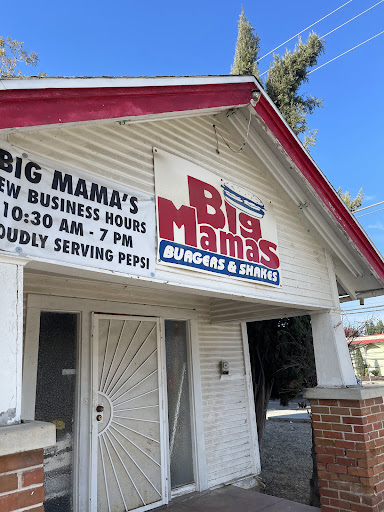 BIG MAMA'S
EW BUSINESS HOURS
10:30 AM - 7 PM
OUDLY SERVING PEPSI
Big
Mamas
BURGERS & SHAKES